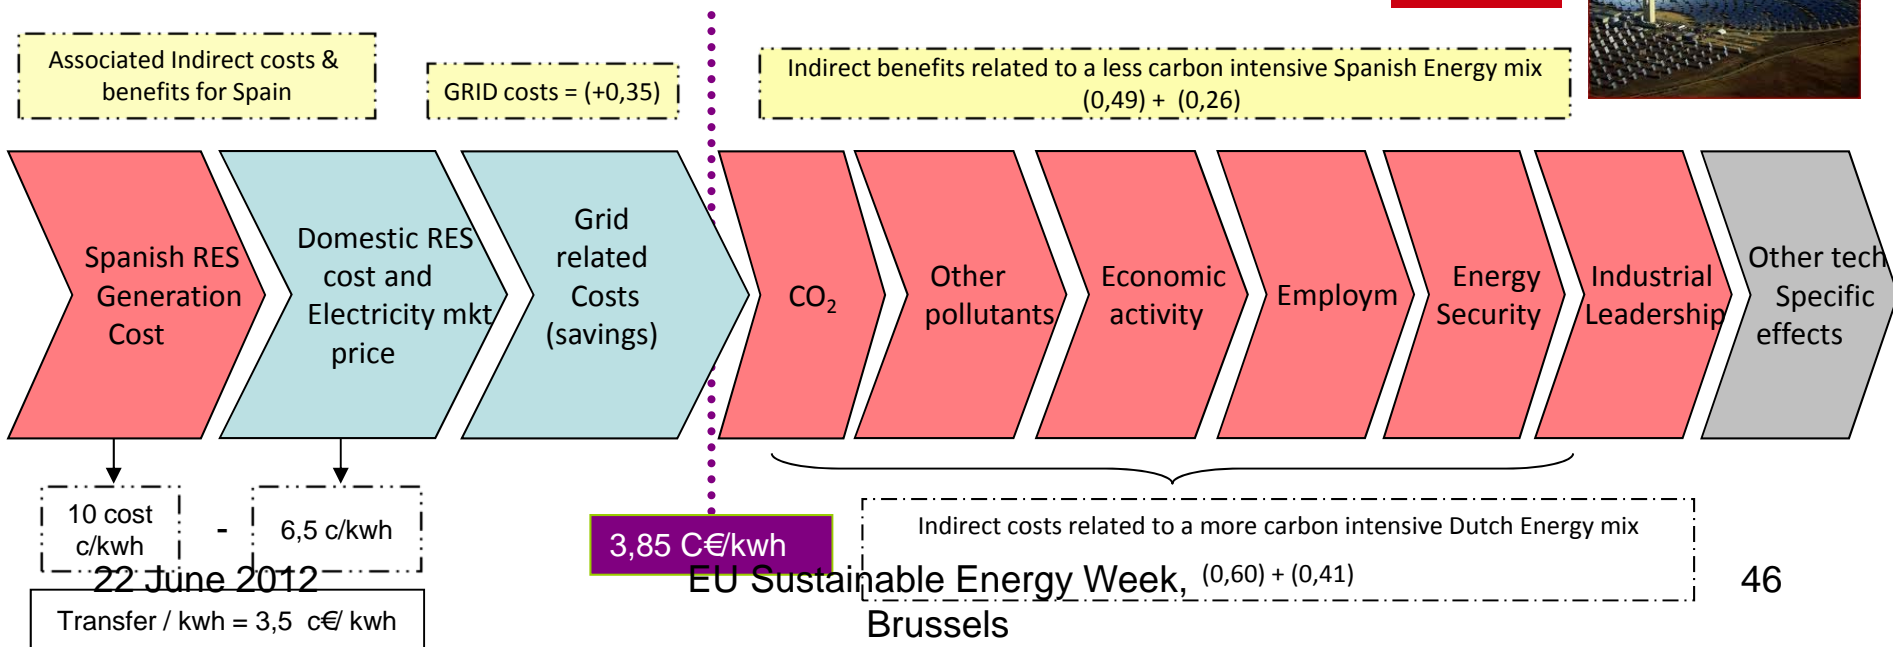 Associated Indirect costs &
benefits for Spain
GRID costs = (+0,35)
Indirect benefits related to a less carbon intensive Spanish Energy mix
(0,49) + (0,26)
Spanish RES
Generation
Cost
Domestic RES
cost and
Electricity mkt
price
Grid
related
Costs
(savings)
CO₂
Other
pollutants
Economic
activity
Employm
Energy
Security
Industrial
Leadership
Other tech
Specific
effects
10 cost
c/kwh
-
6,5 c/kwh
Transfer / kwh = 3,5 c€/ kwh
3,85 C€/kwh
Indirect costs related to a more carbon intensive Dutch Energy mix
(0,60) + (0,41)
22 June 2012
EU Sustainable Energy Week,
Brussels
46